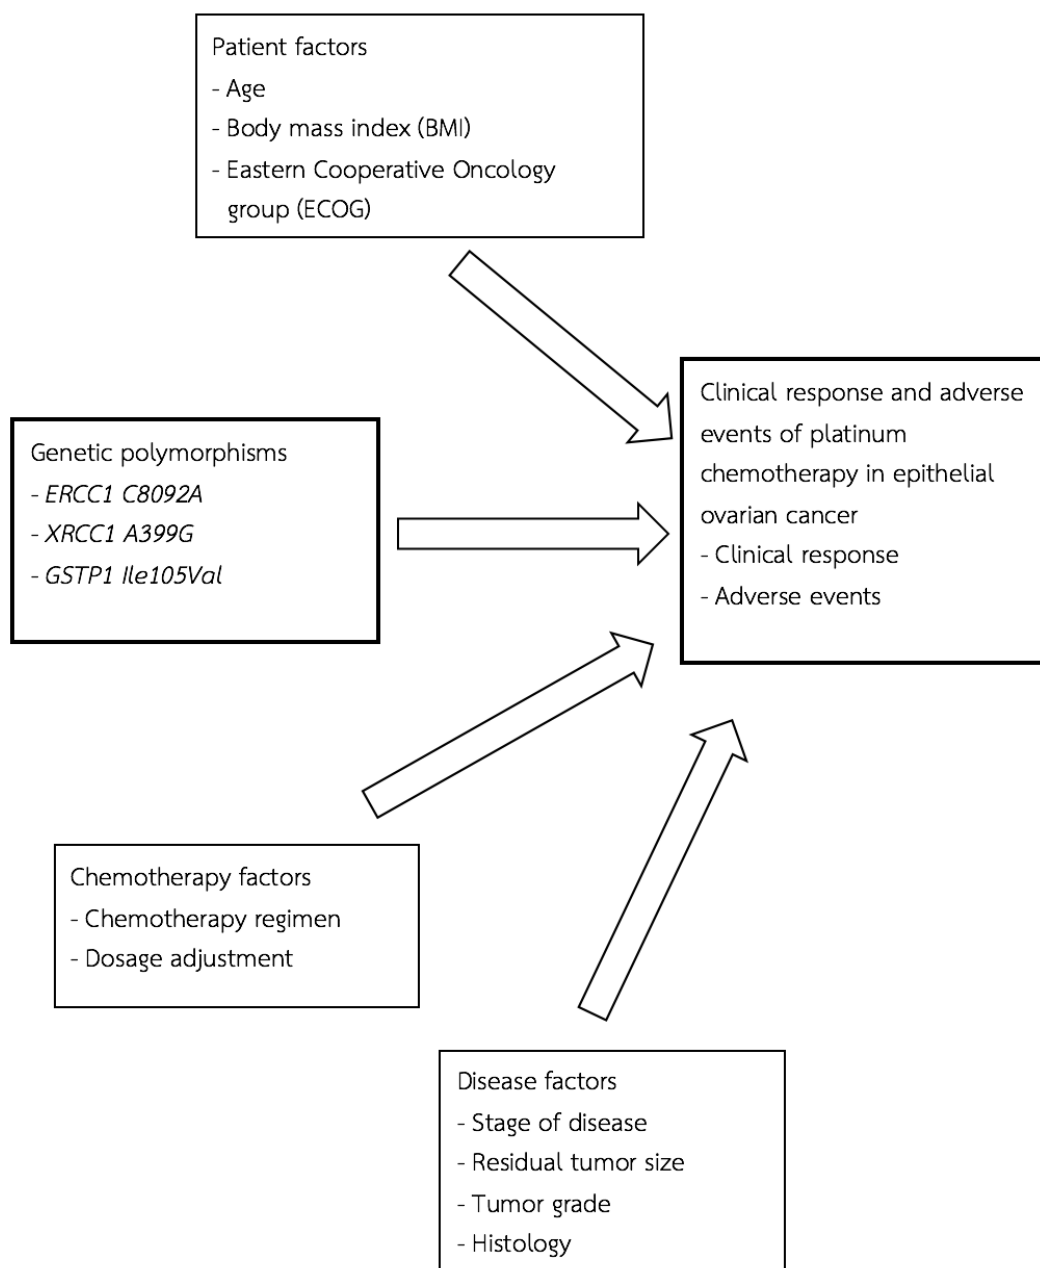 Patient factors
- Age
- Body mass index (BMI)
- Eastern Cooperative Oncology
group (ECOG)
Genetic polymorphisms
- ERCC1 C8092A
- XRCC1 A399G
- GSTP1 Ile105Val
Clinical response and adverse
events of platinum
chemotherapy in epithelial
ovarian cancer
- Clinical response
- Adverse events
Chemotherapy factors
- Chemotherapy regimen
- Dosage adjustment
Disease factors
- Stage of disease
- Residual tumor size
- Tumor grade
- Histology